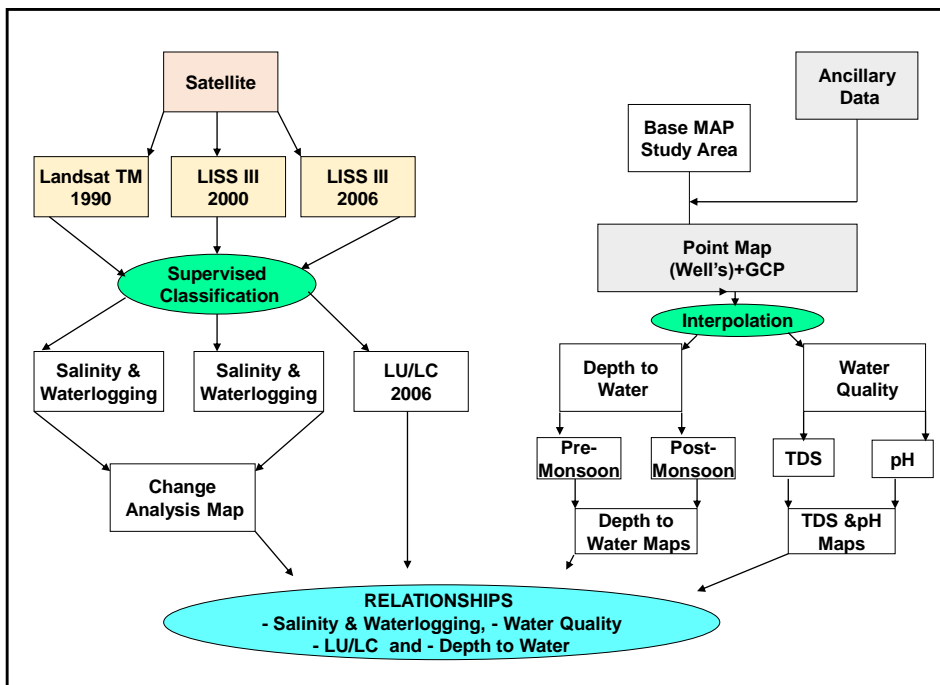 Satellite
Landsat TM
1990
LISS III
2000
LISS III
2006
Supervised
Classification
Salinity &
Waterlogging
Salinity &
Waterlogging
LU/LC
2006
Change
Analysis Map
Ancillary
Data
Base MAP
Study Area
Point Map
(Well's)+GCP
Interpolation
Depth to
Water
Water
Quality
Pre-
Monsoon
Post-
Monsoon
TDS
pH
Depth to
Water Maps
TDS &pH
Maps
RELATIONSHIPS
- Salinity & Waterlogging, - Water Quality
- LU/LC and - Depth to Water